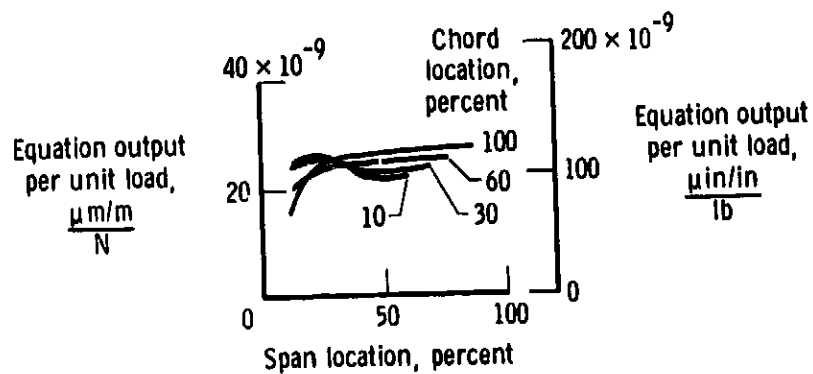 40 × 10⁻⁹
Equation output
per unit load,
μm/m
N
20
0
50
100
Span location, percent
Chord
location,
percent
100
60
30
10
200 × 10⁻⁹
100
0
Equation output
per unit load,
μin/in
lb